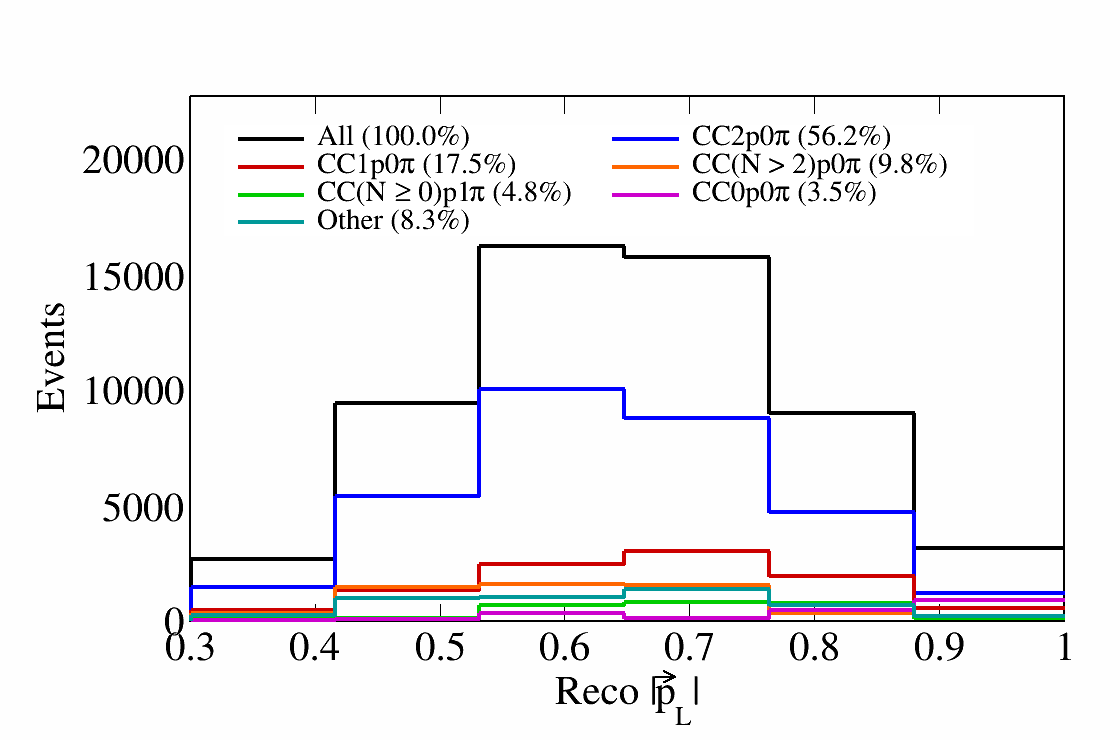 All (100.0%)
CC2p0π (56.2%)
CC1p0π (17.5%)
CC(N > 2)p0π (9.8%)
CC(N ≥ 0)p1π (4.8%)
CC0p0π (3.5%)
Other (8.3%)
20000
15000
10000
5000
0
Events
0.3 0.4 0.5 0.6 0.7 0.8 0.9 1
Reco |p⃗_L|